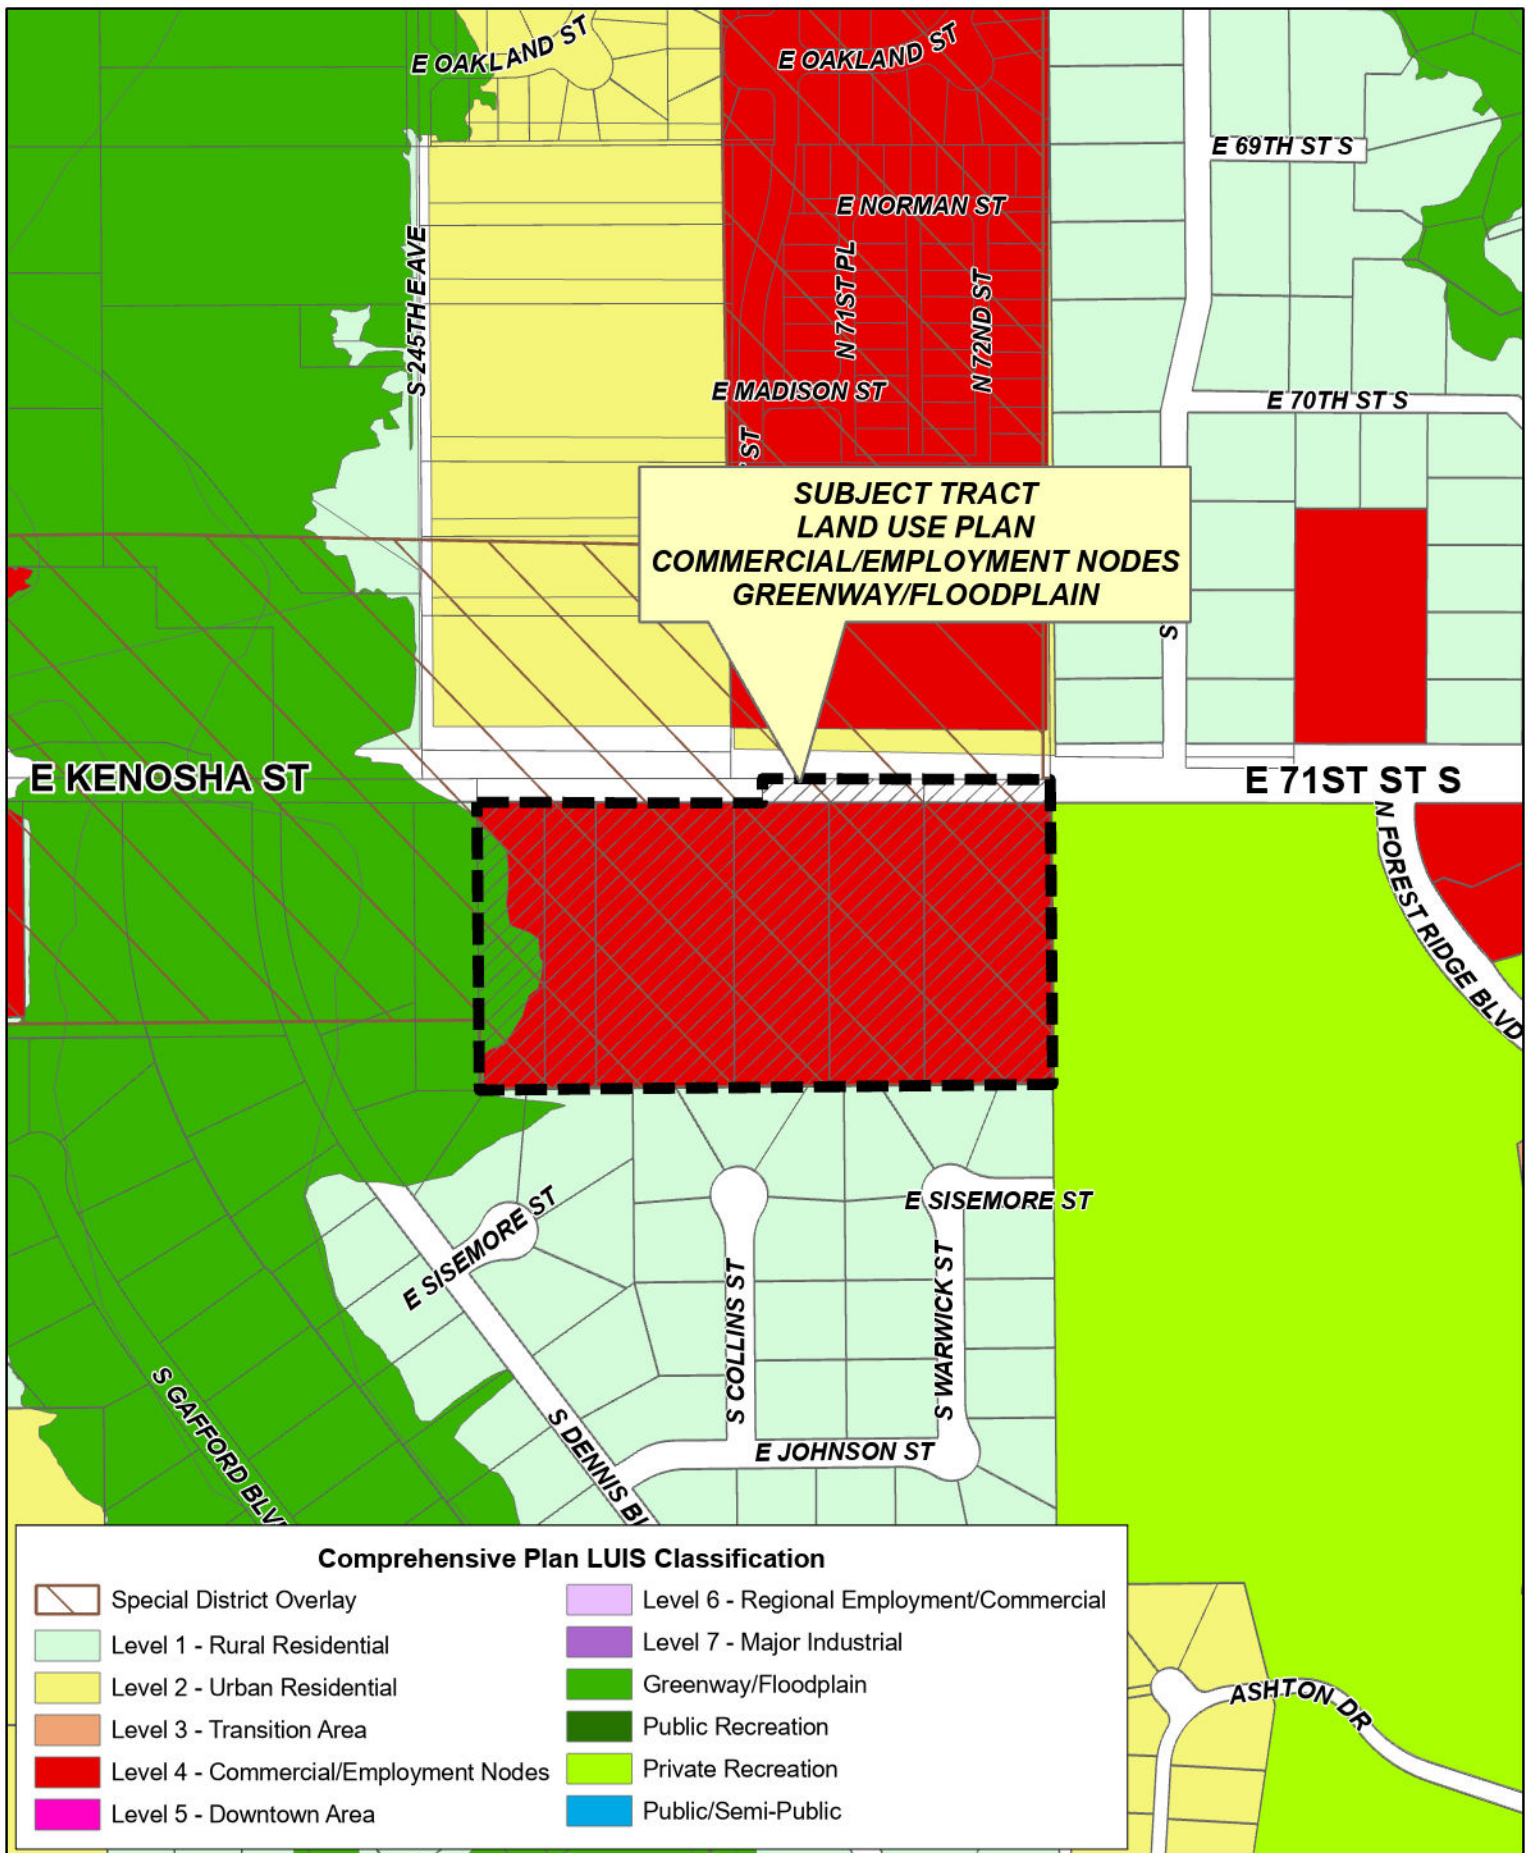 E OAKLAND ST
E OAKLAND ST
E 69TH ST S
E NORMAN ST
S 245TH E AVE
N 71ST PL
N 72ND ST
E MADISON ST
E 70TH ST S
ST
SUBJECT TRACT
LAND USE PLAN
COMMERCIAL/EMPLOYMENT NODES
GREENWAY/FLOODPLAIN
S
E KENOSHA ST
E 71ST ST S
N FOREST RIDGE BLVD
E SISEMORE ST
E SISEMORE ST
S COLLINS ST
S WARWICK ST
S GAFFORD BLV
S DENNIS BL
E JOHNSON ST
Comprehensive Plan LUIS Classification
Special District Overlay
Level 1 - Rural Residential
Level 2 - Urban Residential
Level 3 - Transition Area
Level 4 - Commercial/Employment Nodes
Level 5 - Downtown Area
Level 6 - Regional Employment/Commercial
Level 7 - Major Industrial
Greenway/Floodplain
Public Recreation
Private Recreation
Public/Semi-Public
ASHTON DR